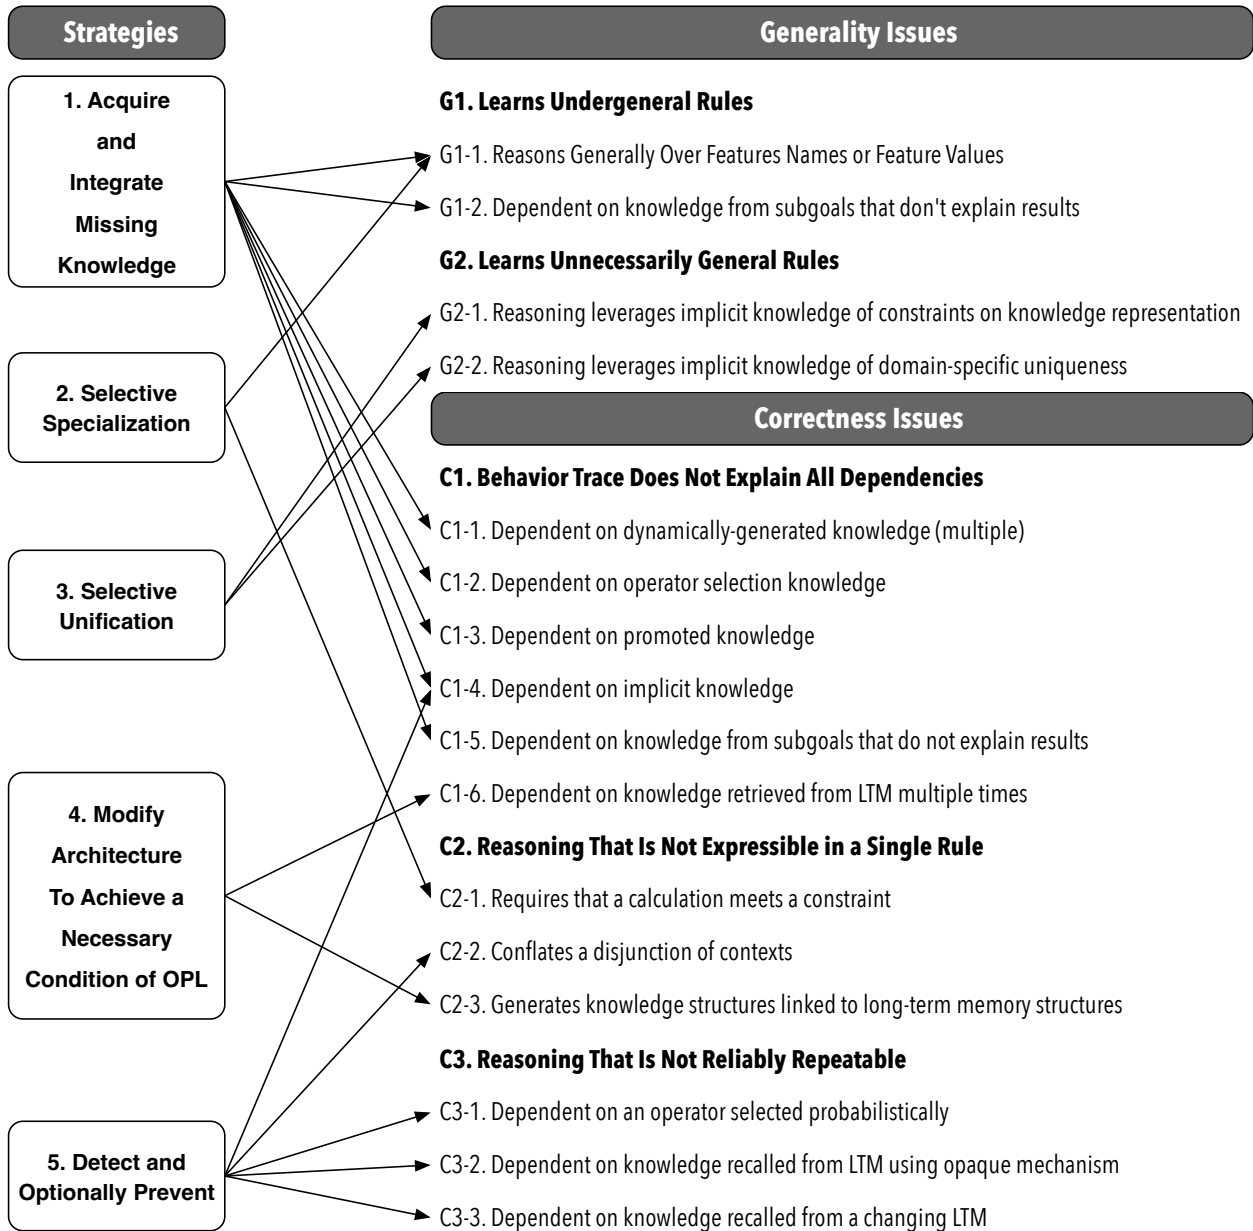 Strategies
1. Acquire
and
Integrate
Missing
Knowledge
2. Selective
Specialization
3. Selective
Unification
4. Modify
Architecture
To Achieve a
Necessary
Condition of OPL
5. Detect and
Optionally Prevent
Generality Issues
G1. Learns Undergeneral Rules
G1-1. Reasons Generally Over Features Names or Feature Values
G1-2. Dependent on knowledge from subgoals that don't explain results
G2. Learns Unnecessarily General Rules
G2-1. Reasoning leverages implicit knowledge of constraints on knowledge representation
G2-2. Reasoning leverages implicit knowledge of domain-specific uniqueness
Correctness Issues
C1. Behavior Trace Does Not Explain All Dependencies
C1-1. Dependent on dynamically-generated knowledge (multiple)
C1-2. Dependent on operator selection knowledge
C1-3. Dependent on promoted knowledge
C1-4. Dependent on implicit knowledge
C1-5. Dependent on knowledge from subgoals that do not explain results
C1-6. Dependent on knowledge retrieved from LTM multiple times
C2. Reasoning That Is Not Expressible in a Single Rule
C2-1. Requires that a calculation meets a constraint
C2-2. Conflates a disjunction of contexts
C2-3. Generates knowledge structures linked to long-term memory structures
C3. Reasoning That Is Not Reliably Repeatable
C3-1. Dependent on an operator selected probabilistically
C3-2. Dependent on knowledge recalled from LTM using opaque mechanism
C3-3. Dependent on knowledge recalled from a changing LTM